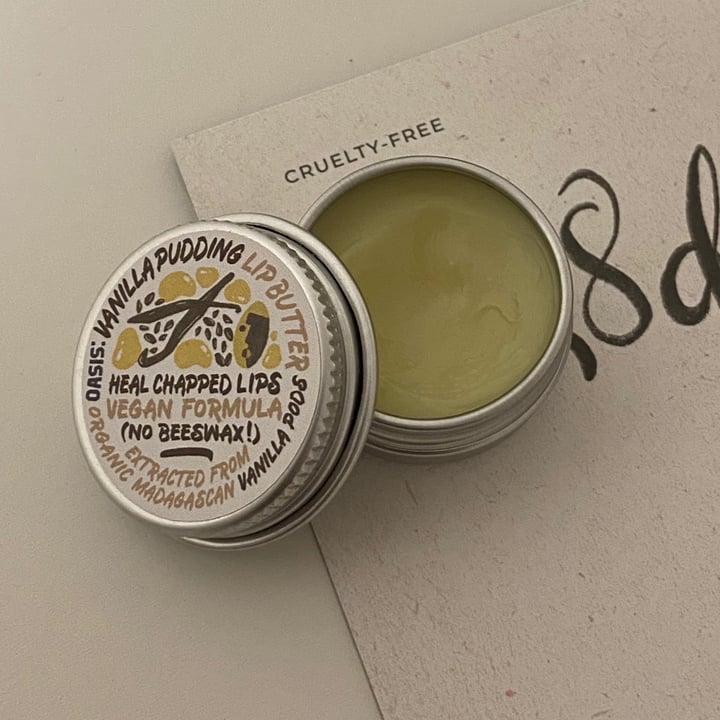 CRUELTY-FREE
OASIS: VANILLA PUDDING LIP BUTTER
HEAL CHAPPED LIPS
VEGAN FORMULA
(NO BEESWAX!)
EXTRACTED FROM
ORGANIC MADAGASCAN VANILLA PODS